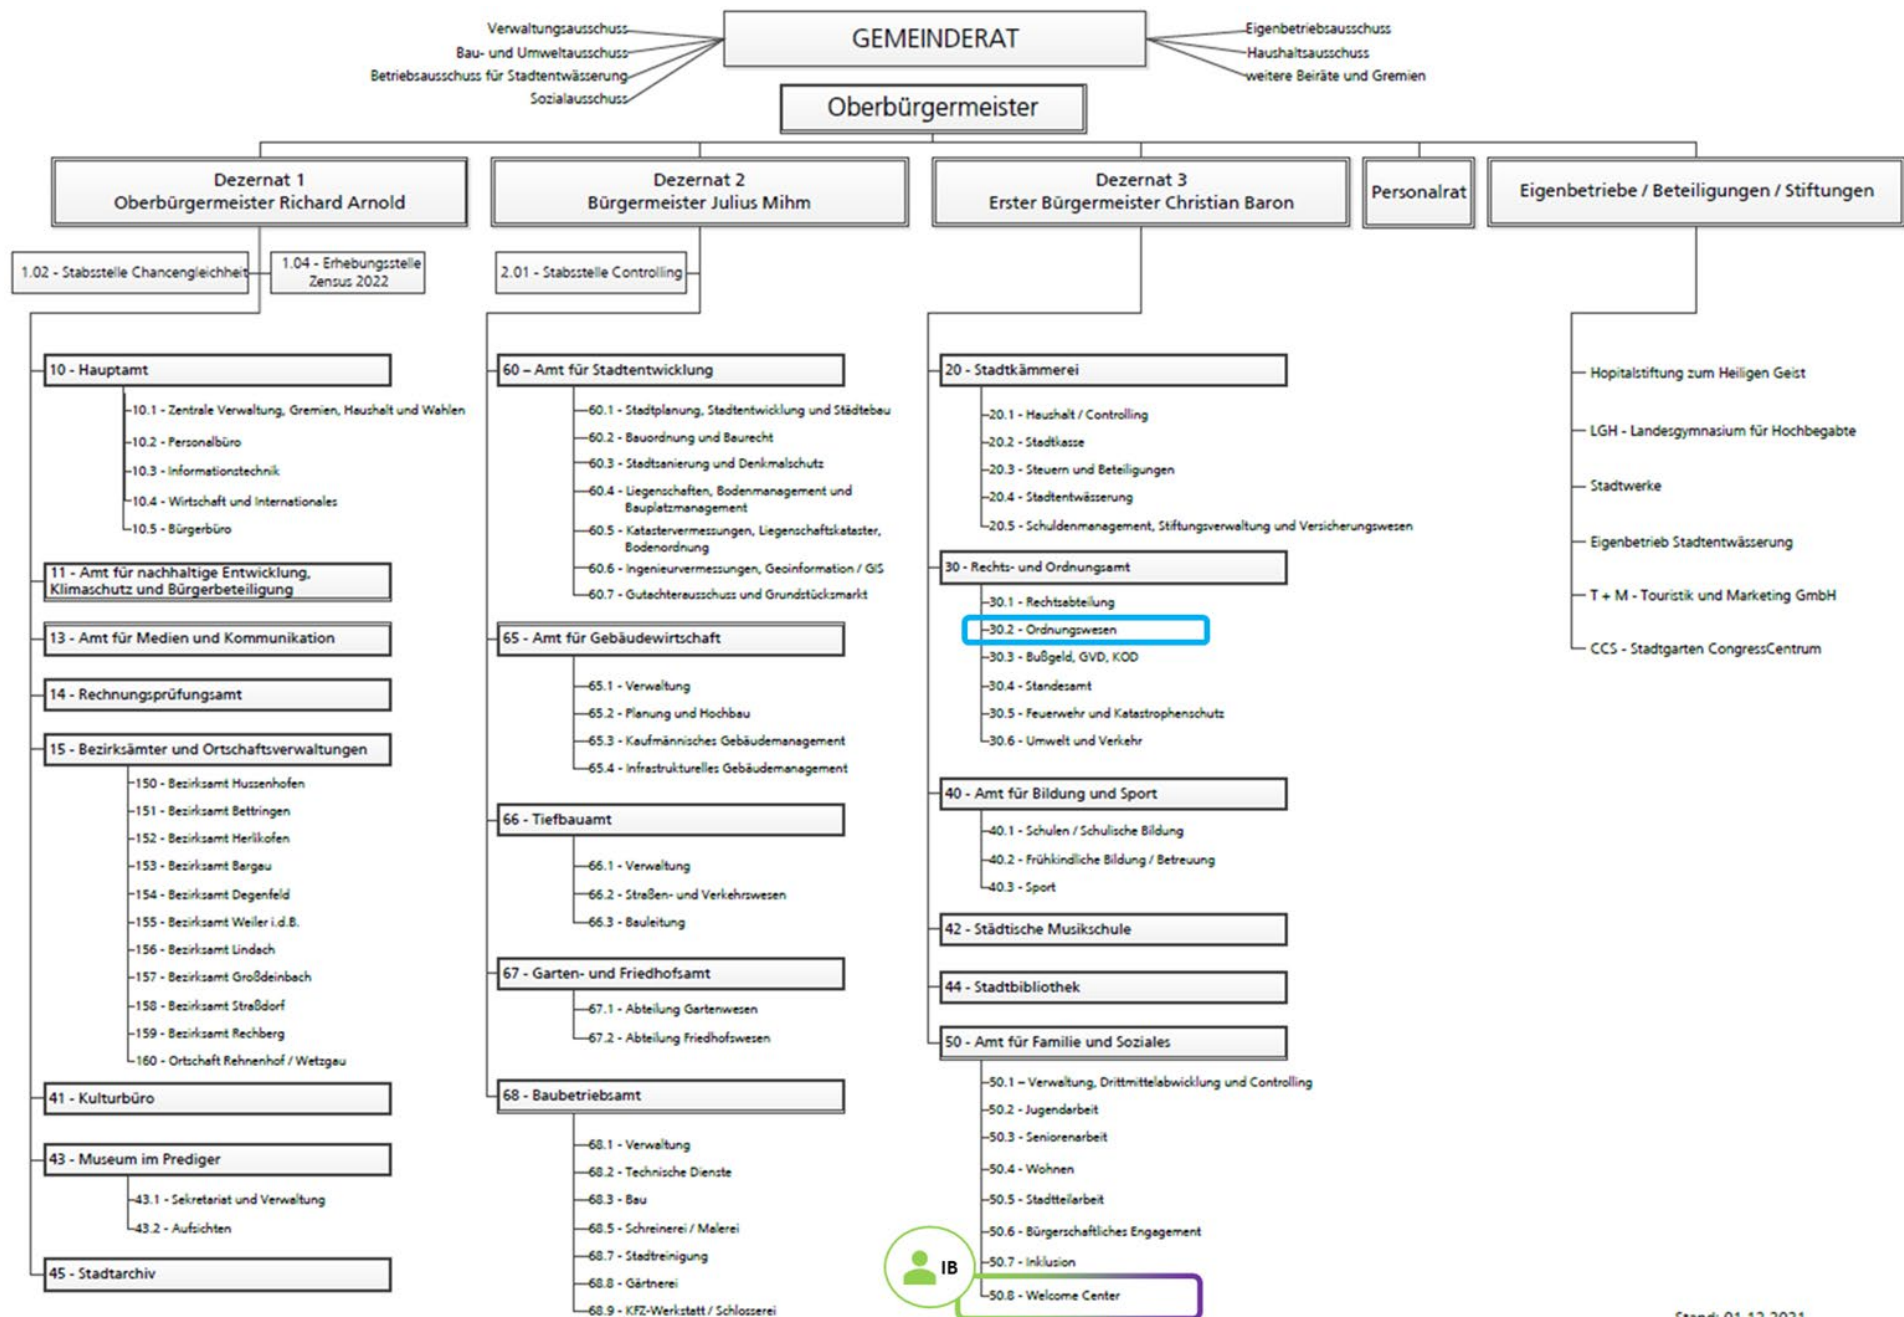 Verwaltungsausschuss
Bau- und Umweltausschuss
Betriebsausschuss für Stadtentwässerung
Sozialausschuss
GEMEINDERAT
Eigenbetriebsausschuss
Haushaltsausschuss
weitere Beiräte und Gremien
Oberbürgermeister
Dezernat 1
Oberbürgermeister Richard Arnold
Dezernat 2
Bürgermeister Julius Mihm
Dezernat 3
Erster Bürgermeister Christian Baron
Personalrat
Eigenbetriebe / Beteiligungen / Stiftungen
1.02 - Stabsstelle Chancengleichheit
1.04 - Erhebungsstelle
Zensus 2022
2.01 - Stabsstelle Controlling
10 - Hauptamt
10.1 - Zentrale Verwaltung, Gremien, Haushalt und Wahlen
10.2 - Personalbüro
10.3 - Informationstechnik
10.4 - Wirtschaft und Internationales
10.5 - Bürgerbüro
11 - Amt für nachhaltige Entwicklung,
Klimaschutz und Bürgerbeteiligung
13 - Amt für Medien und Kommunikation
14 - Rechnungsprüfungsamt
15 - Bezirksämter und Ortschaftsverwaltungen
150 - Bezirksamt Hussenhofen
151 - Bezirksamt Bettringen
152 - Bezirksamt Herlikofen
153 - Bezirksamt Bargau
154 - Bezirksamt Degenfeld
155 - Bezirksamt Weiler i.d.B.
156 - Bezirksamt Lindach
157 - Bezirksamt Großdeinbach
158 - Bezirksamt Straßdorf
159 - Bezirksamt Rechberg
160 - Ortschaft Rehnenhof / Wetzgau
41 - Kulturbüro
43 - Museum im Prediger
43.1 - Sekretariat und Verwaltung
43.2 - Aufsichten
45 - Stadtarchiv
60 – Amt für Stadtentwicklung
60.1 - Stadtplanung, Stadtentwicklung und Städtebau
60.2 - Bauordnung und Baurecht
60.3 - Stadtsanierung und Denkmalschutz
60.4 - Liegenschaften, Bodenmanagement und
Bauplatzmanagement
60.5 - Katastervermessungen, Liegenschaftskataster,
Bodenordnung
60.6 - Ingenieurvermessungen, Geoinformation / GIS
60.7 - Gutachterausschuss und Grundstücksmarkt
65 - Amt für Gebäudewirtschaft
65.1 - Verwaltung
65.2 - Planung und Hochbau
65.3 - Kaufmännisches Gebäudemanagement
65.4 - Infrastrukturelles Gebäudemanagement
66 - Tiefbauamt
66.1 - Verwaltung
66.2 - Straßen- und Verkehrswesen
66.3 - Bauleitung
67 - Garten- und Friedhofsamt
67.1 - Abteilung Gartenwesen
67.2 - Abteilung Friedhofswesen
68 - Baubetriebsamt
68.1 - Verwaltung
68.2 - Technische Dienste
68.3 - Bau
68.5 - Schreinerei / Malerei
68.7 - Stadtreinigung
68.8 - Gärtnerei
68.9 - KFZ-Werkstatt / Schlosserei
20 - Stadtkämmerei
20.1 - Haushalt / Controlling
20.2 - Stadtkasse
20.3 - Steuern und Beteiligungen
20.4 - Stadtentwässerung
20.5 - Schuldenmanagement, Stiftungsverwaltung und Versicherungswesen
30 - Rechts- und Ordnungsamt
30.1 - Rechtsabteilung
30.2 - Ordnungswesen
30.3 - Bußgeld, GVD, KOD
30.4 - Standesamt
30.5 - Feuerwehr und Katastrophenschutz
30.6 - Umwelt und Verkehr
40 - Amt für Bildung und Sport
40.1 - Schulen / Schulische Bildung
40.2 - Frühkindliche Bildung / Betreuung
40.3 - Sport
42 - Städtische Musikschule
44 - Stadtbibliothek
50 - Amt für Familie und Soziales
50.1 – Verwaltung, Drittmittelabwicklung und Controlling
50.2 - Jugendarbeit
50.3 - Seniorenarbeit
50.4 - Wohnen
50.5 - Stadtteilarbeit
50.6 - Bürgerschaftliches Engagement
50.7 - Inklusion
50.8 - Welcome Center
IB
Hopitalstiftung zum Heiligen Geist
LGH - Landesgymnasium für Hochbegabte
Stadtwerke
Eigenbetrieb Stadtentwässerung
T + M - Touristik und Marketing GmbH
CCS - Stadtgarten CongressCentrum
Stand: 01.12.2021